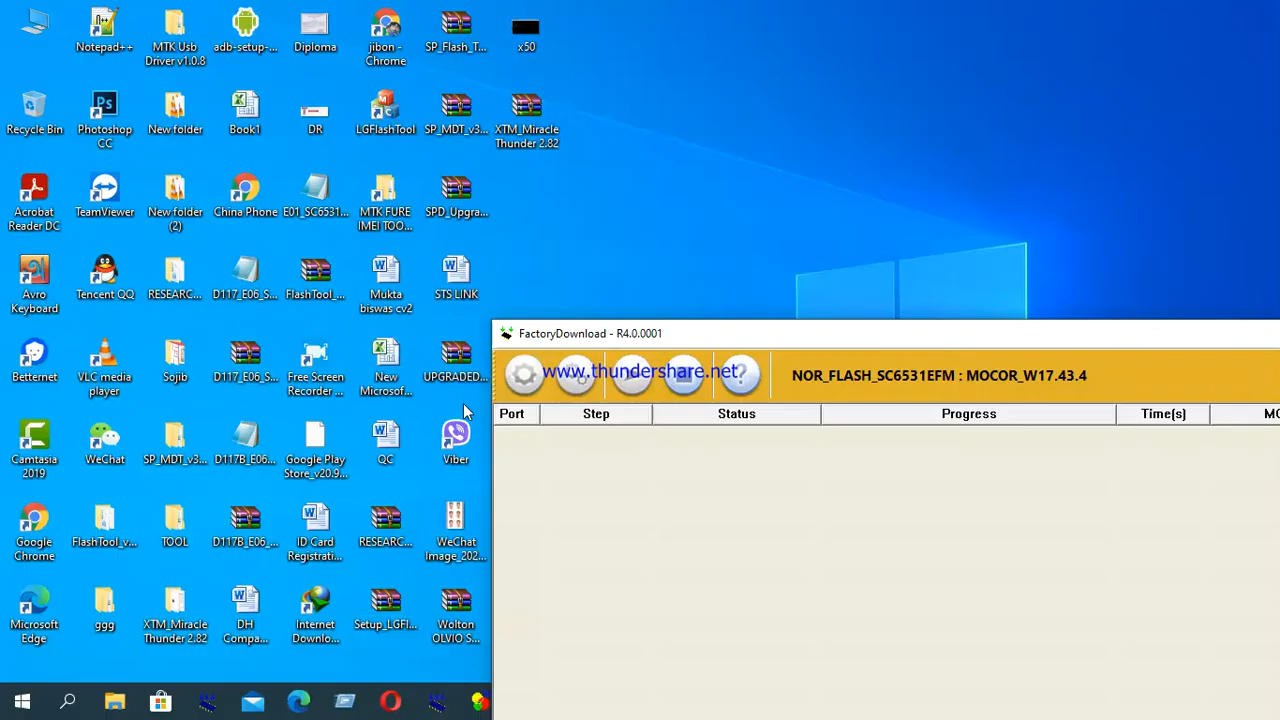 Notepad++
MTK Usb
Driver v1.0.8
adb-setup-...
Diploma
jibon -
Chrome
SP_Flash_T...
x50
Recycle Bin
Photoshop
CC
New folder
Book1
DR
LGFlashTool
SP_MDT_v3...
XTM_Miracle
Thunder 2.82
Acrobat
Reader DC
TeamViewer
New folder
(2)
China Phone
E01_SC6531...
MTK FURE
IMEI TOO...
SPD_Upgra...
Avro
Keyboard
Tencent QQ
RESEARC...
D117_E06_S...
FlashTool_...
Mukta
biswas cv2
STS LINK
Betternet
VLC media
player
Sojib
D117_E06_S...
Free Screen
Recorder ...
New
Microsof...
UPGRADED...
Camtasia
2019
WeChat
SP_MDT_v3...
D117B_E06...
Google Play
Store_v20.9...
QC
Viber
Google
Chrome
FlashTool_v...
TOOL
D117B_E06_...
ID Card
Registrati...
RESEARC...
WeChat
Image_202...
Microsoft
Edge
ggg
XTM_Miracle
Thunder 2.82
DH
Compa...
Internet
Downlo...
Setup_LGFl...
Wolton
OLVIO S...
FactoryDownload - R4.0.0001
www.thundershare.net
NOR_FLASH_SC6531EFM : MOCOR_W17.43.4
Port Step Status Progress Time(s) MC